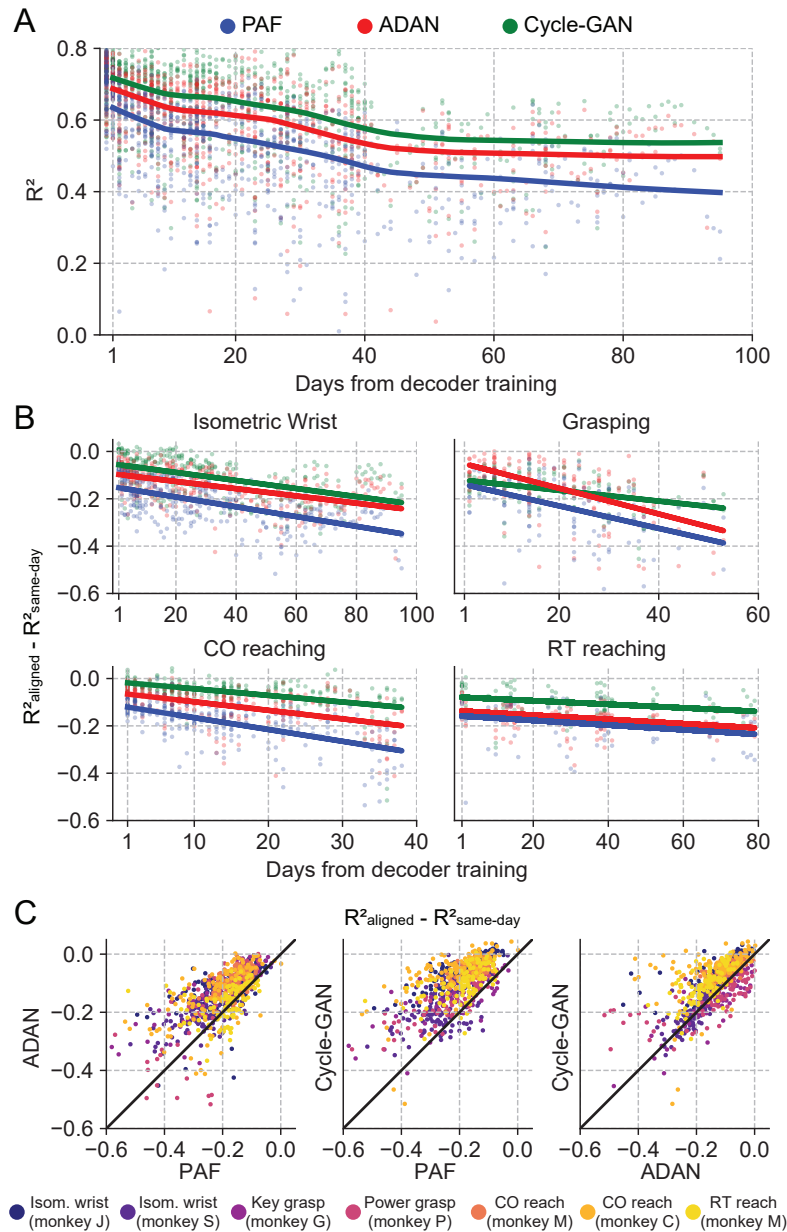 A
PAF
ADAN
Cycle-GAN
R²
0.8
0.6
0.4
0.2
0.0
1
20
40
60
80
100
Days from decoder training
B
R²aligned - R²same-day
Isometric Wrist
0.0
−0.2
−0.4
−0.6
1
20
40
60
80
100
Grasping
1
20
40
60
CO reaching
0.0
−0.2
−0.4
−0.6
1
10
20
30
40
RT reaching
1
20
40
60
79
Days from decoder training
C
R²aligned - R²same-day
ADAN
0.0
−0.2
−0.4
−0.6
−0.6
−0.4
−0.2
0.0
PAF
Cycle-GAN
−0.6
−0.4
−0.2
0.0
PAF
Cycle-GAN
−0.6
−0.4
−0.2
0.0
ADAN
Isom. wrist
(monkey J)
Isom. wrist
(monkey S)
Key grasp
(monkey G)
Power grasp
(monkey P)
CO reach
(monkey M)
CO reach
(monkey C)
RT reach
(monkey M)